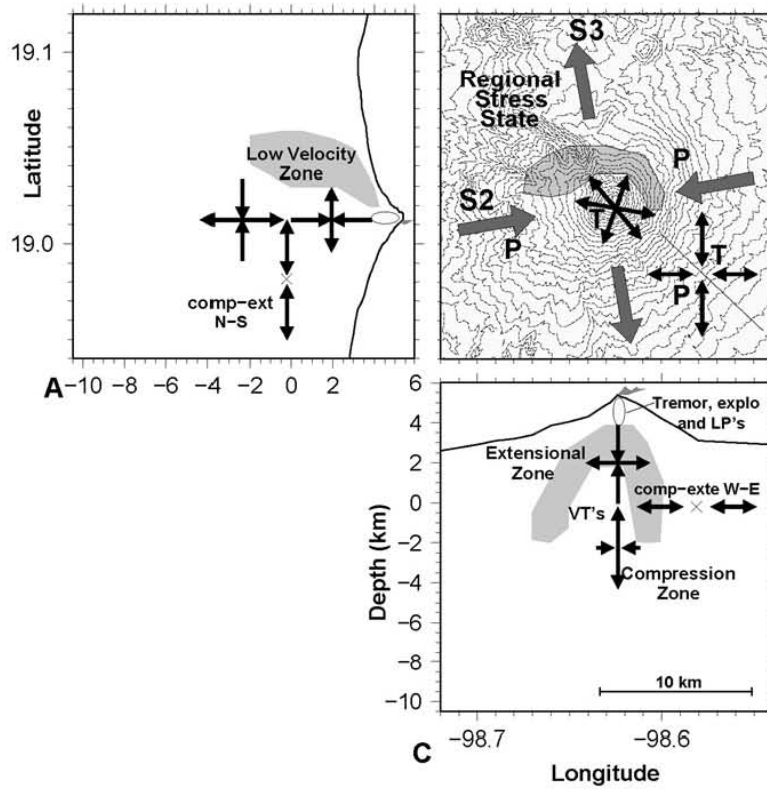 19.1
19.0
Latitude
Low Velocity
Zone
comp-ext
N-S
A
-10
-8
-6
-4
-2
0
2
4
6
S3
Regional
Stress
State
P
S2
T
P
T
P
6
4
2
0
-2
-4
-6
-8
-10
Depth (km)
Tremor, explo
and LP's
Extensional
Zone
comp-exte W-E
VT's
Compression
Zone
10 km
C
-98.7
-98.6
Longitude